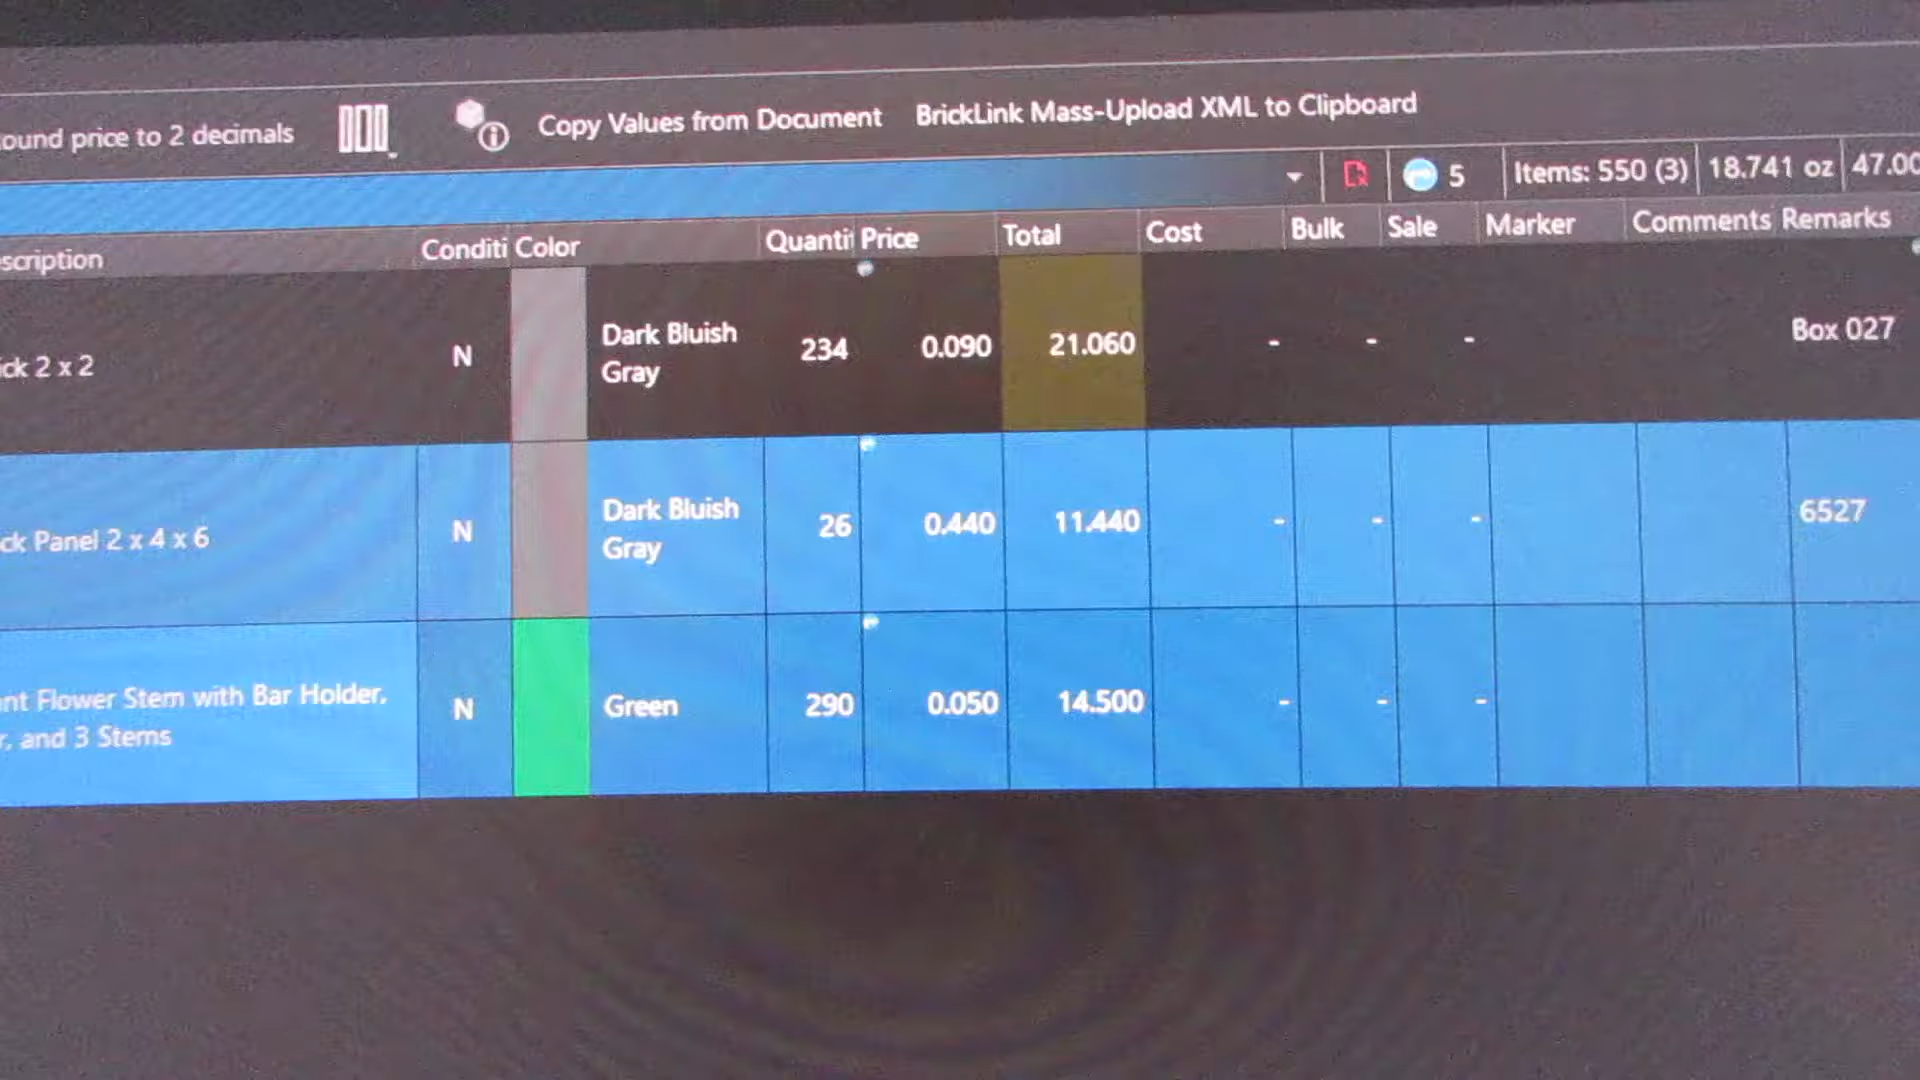 ound price to 2 decimals Copy Values from Document BrickLink Mass-Upload XML to Clipboard
5 Items: 550 (3) 18.741 oz 47.00
scription Conditi Color Quantit Price Total Cost Bulk Sale Marker Comments Remarks
ick 2 x 2 N Dark Bluish Gray 234 0.090 21.060 - - - Box 027
ck Panel 2 x 4 x 6 N Dark Bluish Gray 26 0.440 11.440 - - - 6527
nt Flower Stem with Bar Holder, N Green 290 0.050 14.500 - - -
r, and 3 Stems